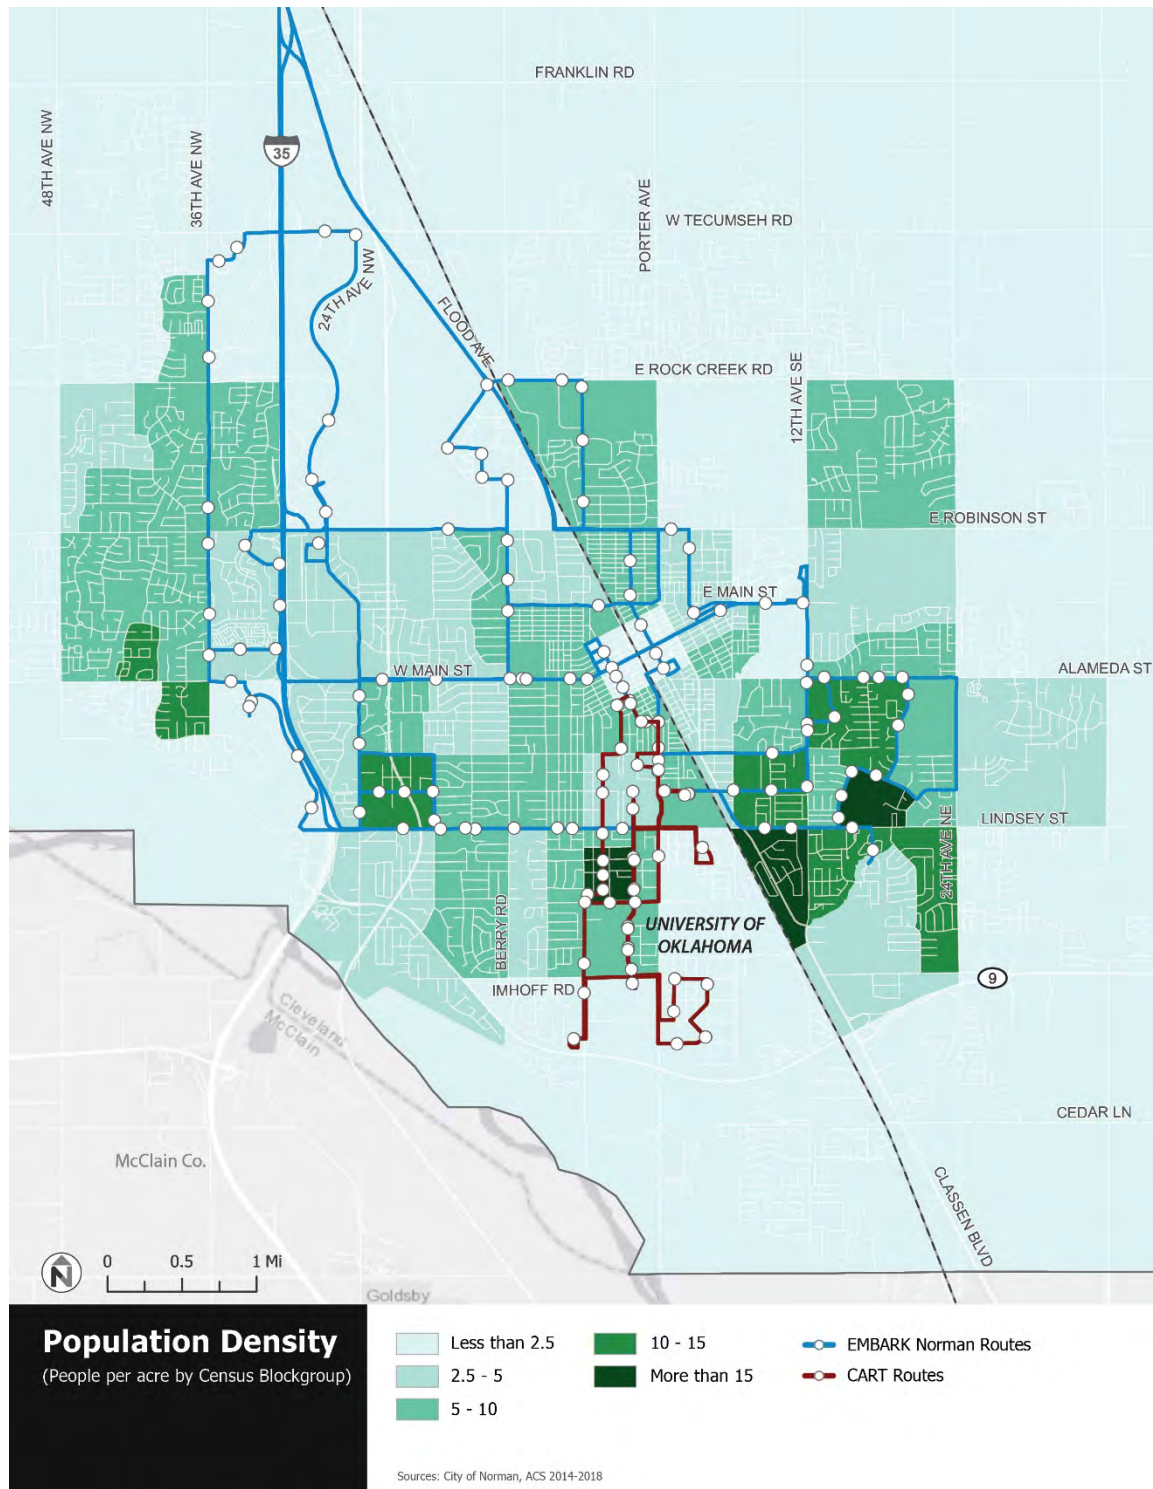 FRANKLIN RD
35
48TH AVE NW
36TH AVE NW
PORTER AVE
W TECUMSEH RD
24TH AVE NW
FLOOD AVE
E ROCK CREEK RD
12TH AVE SE
E ROBINSON ST
E MAIN ST
W MAIN ST
ALAMEDA ST
LINDSEY ST
24TH AVE NE
BERRY RD
UNIVERSITY OF
OKLAHOMA
IMHOFF RD
9
Cleveland
McClain
CEDAR LN
McClain Co.
CLASSEN BLVD
N
0 0.5 1 Mi
Goldsby
Population Density
(People per acre by Census Blockgroup)
Less than 2.5
2.5 - 5
5 - 10
10 - 15
More than 15
EMBARK Norman Routes
CART Routes
Sources: City of Norman, ACS 2014-2018